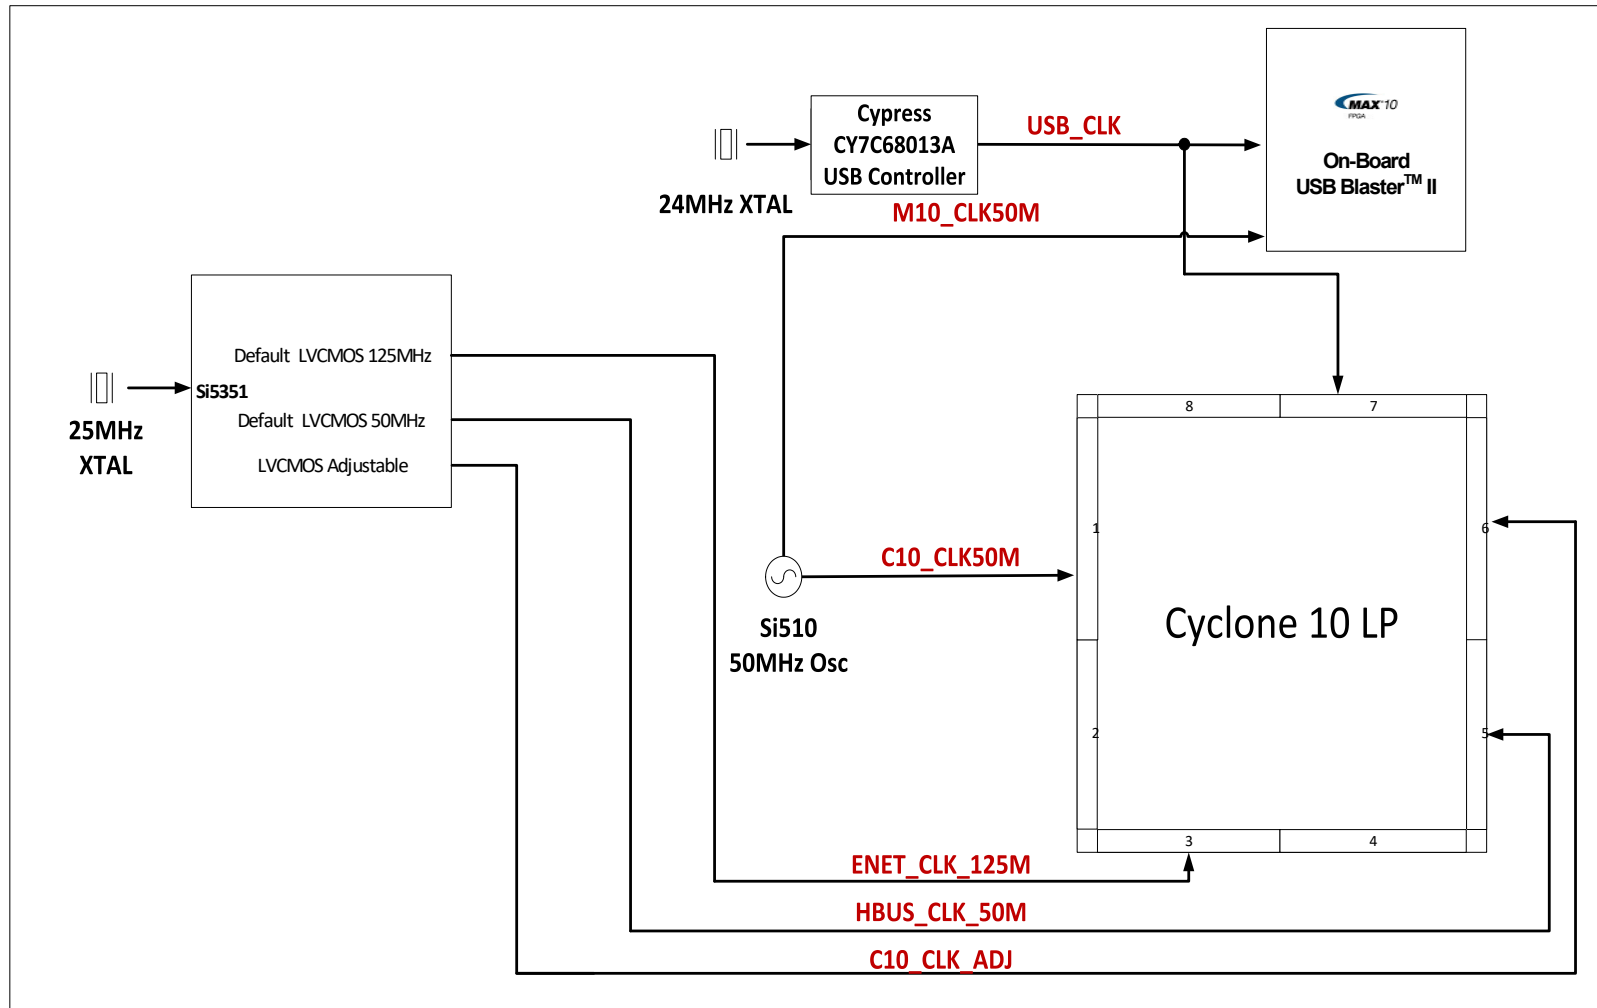 Cypress
CY7C68013A
USB Controller
USB_CLK
MAX®10
FPGA
On-Board
USB Blaster™ II
24MHz XTAL
M10_CLK50M
Default LVCMOS 125MHz
Si5351
Default LVCMOS 50MHz
LVCMOS Adjustable
25MHz
XTAL
8
7
1
6
C10_CLK50M
Si510
50MHz Osc
Cyclone 10 LP
2
5
3
4
ENET_CLK_125M
HBUS_CLK_50M
C10_CLK_ADJ